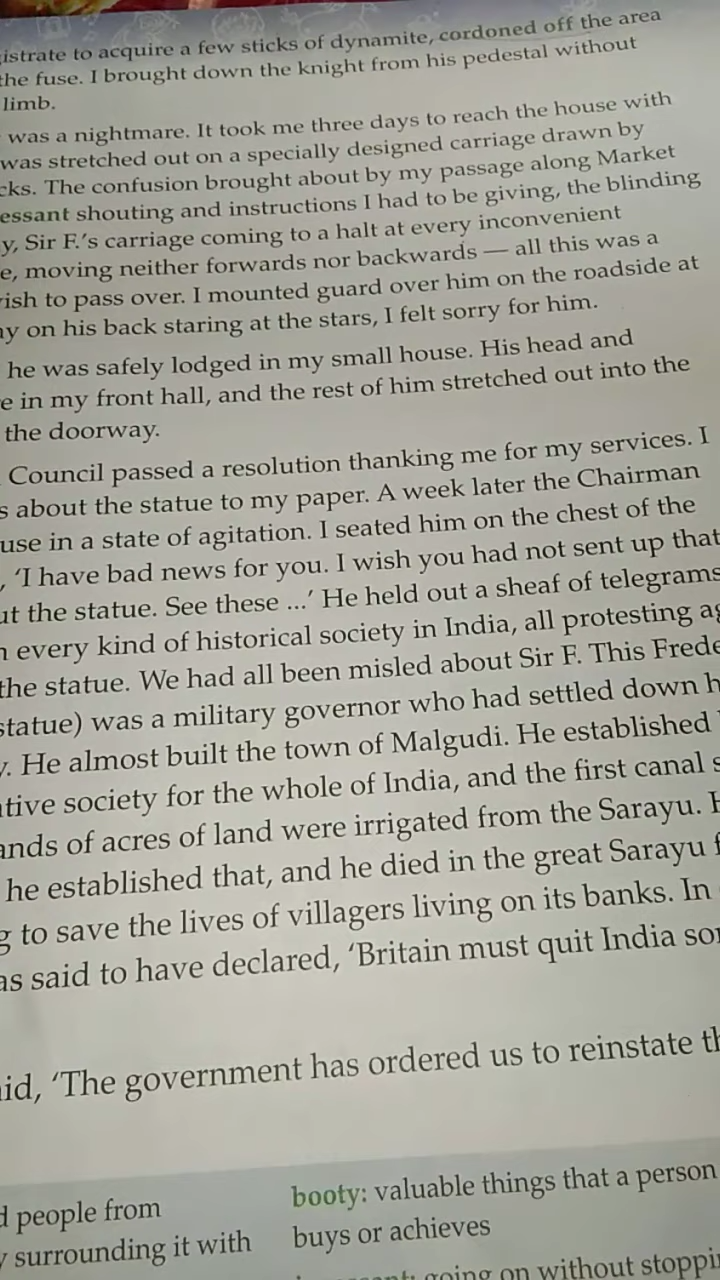 istrate to acquire a few sticks of dynamite, cordoned off the area
the fuse. I brought down the knight from his pedestal without
limb.
was a nightmare. It took me three days to reach the house with
was stretched out on a specially designed carriage drawn by
cks. The confusion brought about by my passage along Market
essant shouting and instructions I had to be giving, the blinding
y, Sir F.'s carriage coming to a halt at every inconvenient
e, moving neither forwards nor backwards — all this was a
ish to pass over. I mounted guard over him on the roadside at
ay on his back staring at the stars, I felt sorry for him.
he was safely lodged in my small house. His head and
e in my front hall, and the rest of him stretched out into the
the doorway.
Council passed a resolution thanking me for my services. I
s about the statue to my paper. A week later the Chairman
use in a state of agitation. I seated him on the chest of the
, 'I have bad news for you. I wish you had not sent up that
ut the statue. See these ...' He held out a sheaf of telegrams
n every kind of historical society in India, all protesting ag
the statue. We had all been misled about Sir F. This Frede
statue) was a military governor who had settled down h
y. He almost built the town of Malgudi. He established
ative society for the whole of India, and the first canal s
ands of acres of land were irrigated from the Sarayu. H
he established that, and he died in the great Sarayu f
g to save the lives of villagers living on its banks. In
as said to have declared, 'Britain must quit India so
aid, 'The government has ordered us to reinstate th
d people from
y surrounding it with
booty: valuable things that a person
buys or achieves
going on without stoppi